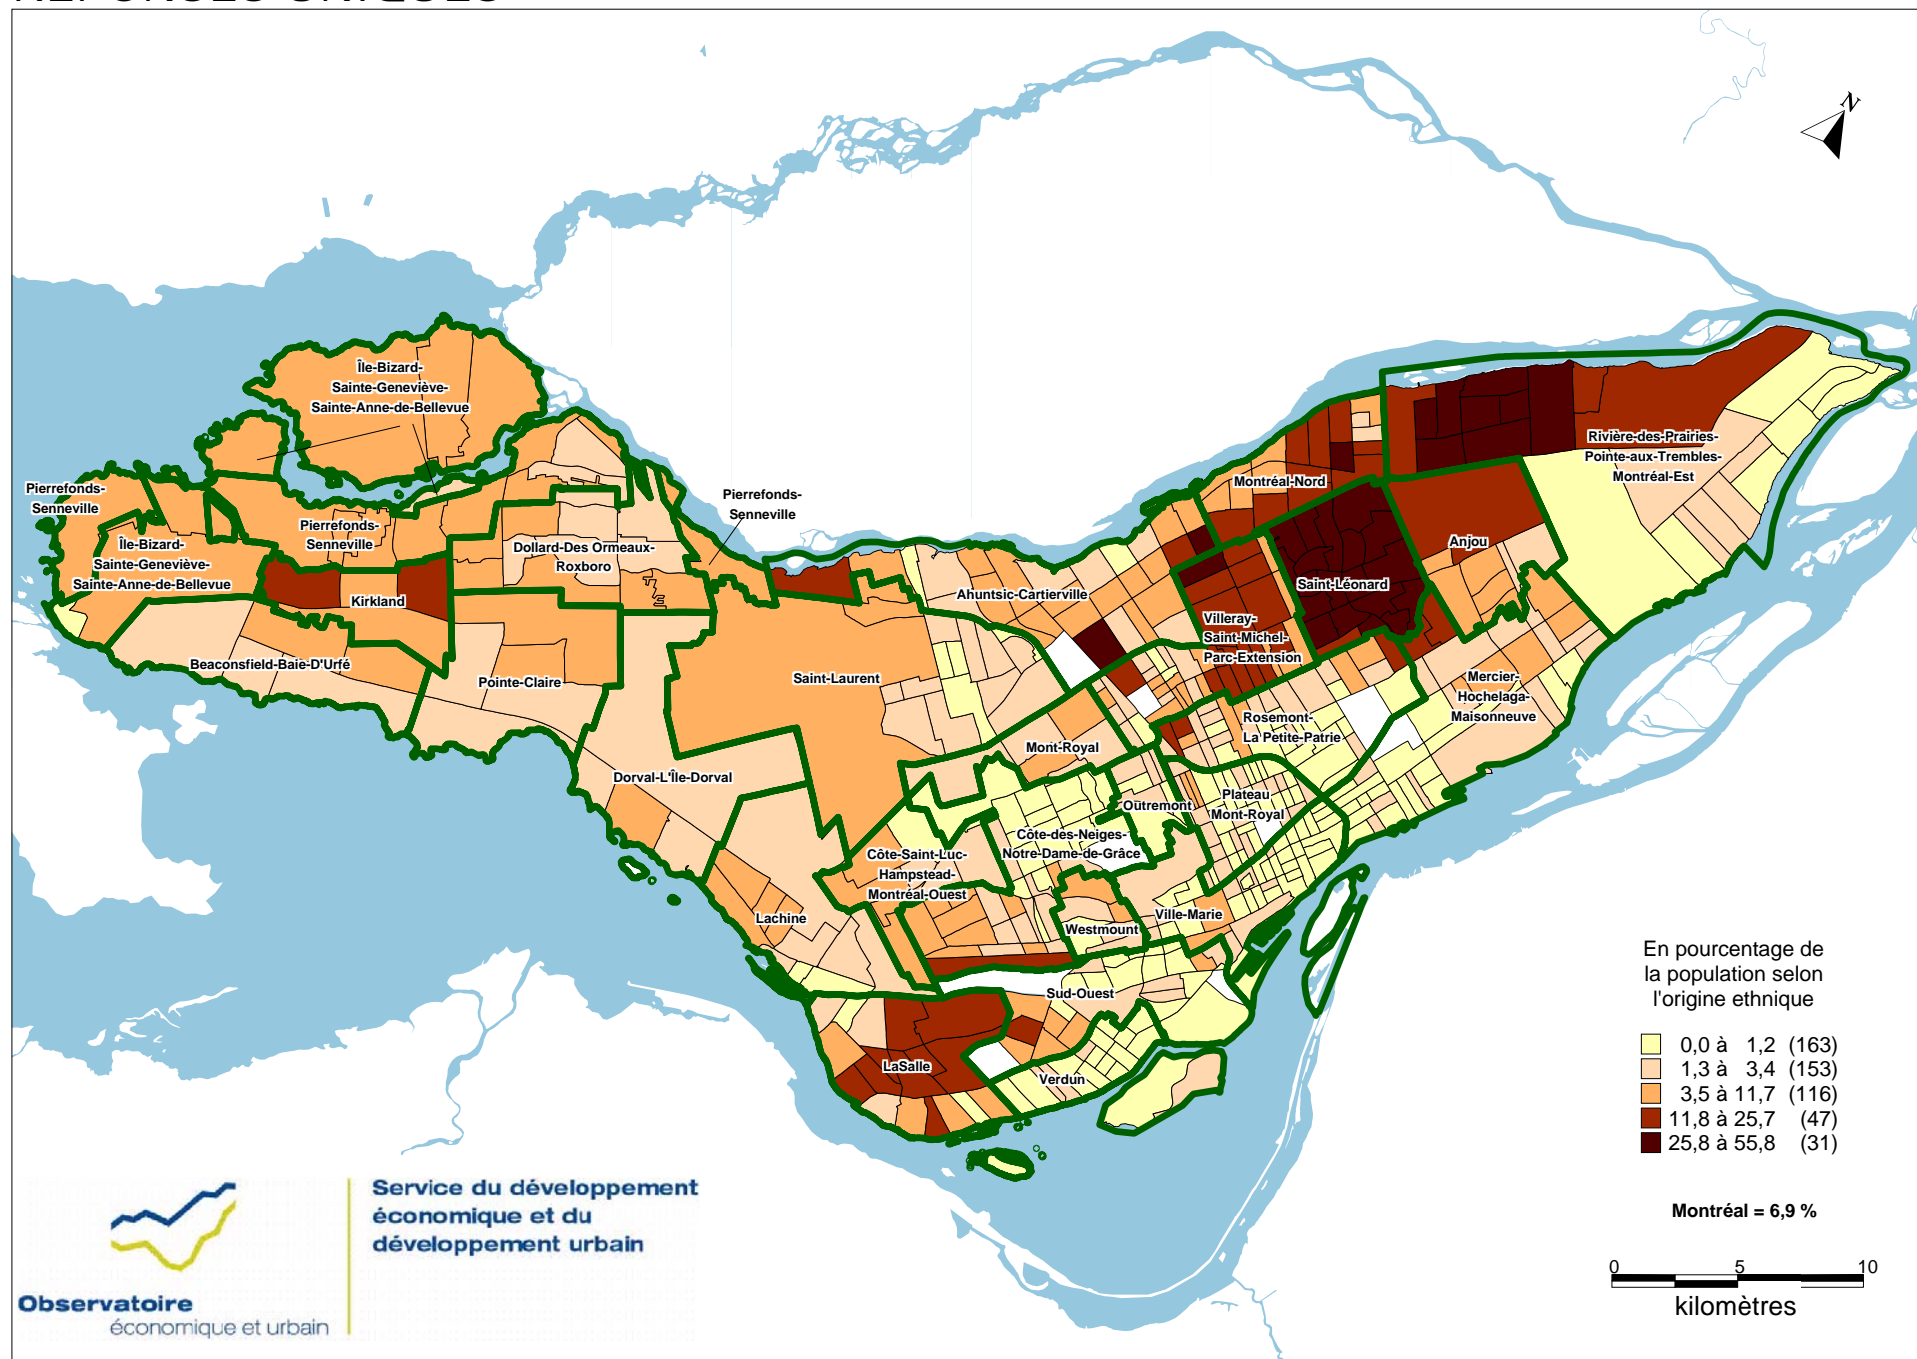 N
Île-Bizard-
Sainte-Geneviève-
Sainte-Anne-de-Bellevue
Rivière-des-Prairies-
Pointe-aux-Trembles-
Montréal-Est
Pierrefonds-
Senneville
Montréal-Nord
Pierrefonds-
Senneville
Pierrefonds-
Senneville
Île-Bizard-
Sainte-Geneviève-
Sainte-Anne-de-Bellevue
Dollard-Des Ormeaux-
Roxboro
Anjou
Saint-Léonard
Ahuntsic-Cartierville
Kirkland
Villeray-
Saint-Michel-
Parc-Extension
Beaconsfield-Baie-D'Urfé
Pointe-Claire
Saint-Laurent
Mercier-
Hochelaga-
Maisonneuve
Rosemont-
La Petite-Patrie
Mont-Royal
Dorval-L'Île-Dorval
Outremont
Plateau
Mont-Royal
Côte-des-Neiges-
Notre-Dame-de-Grâce
Côte-Saint-Luc-
Hampstead-
Montréal-Ouest
Lachine
Ville-Marie
Westmount
Sud-Ouest
LaSalle
Verdun
En pourcentage de
la population selon
l'origine ethnique
0,0 à 1,2 (163)
1,3 à 3,4 (153)
3,5 à 11,7 (116)
11,8 à 25,7 (47)
25,8 à 55,8 (31)
Montréal = 6,9 %
0 5 10
kilomètres
Service du développement
économique et du
développement urbain
Observatoire
économique et urbain